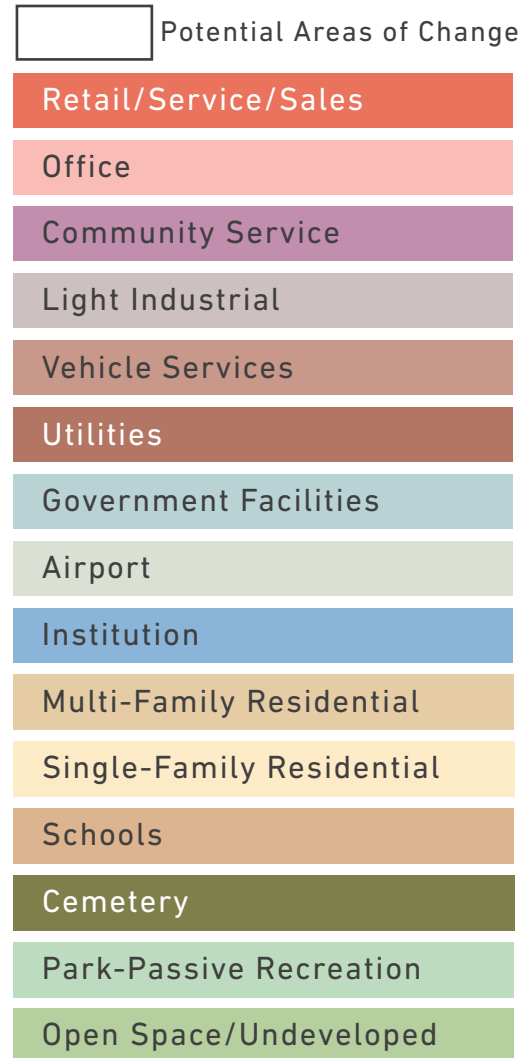 Potential Areas of Change
Retail/Service/Sales
Office
Community Service
Light Industrial
Vehicle Services
Utilities
Government Facilities
Airport
Institution
Multi-Family Residential
Single-Family Residential
Schools
Cemetery
Park-Passive Recreation
Open Space/Undeveloped